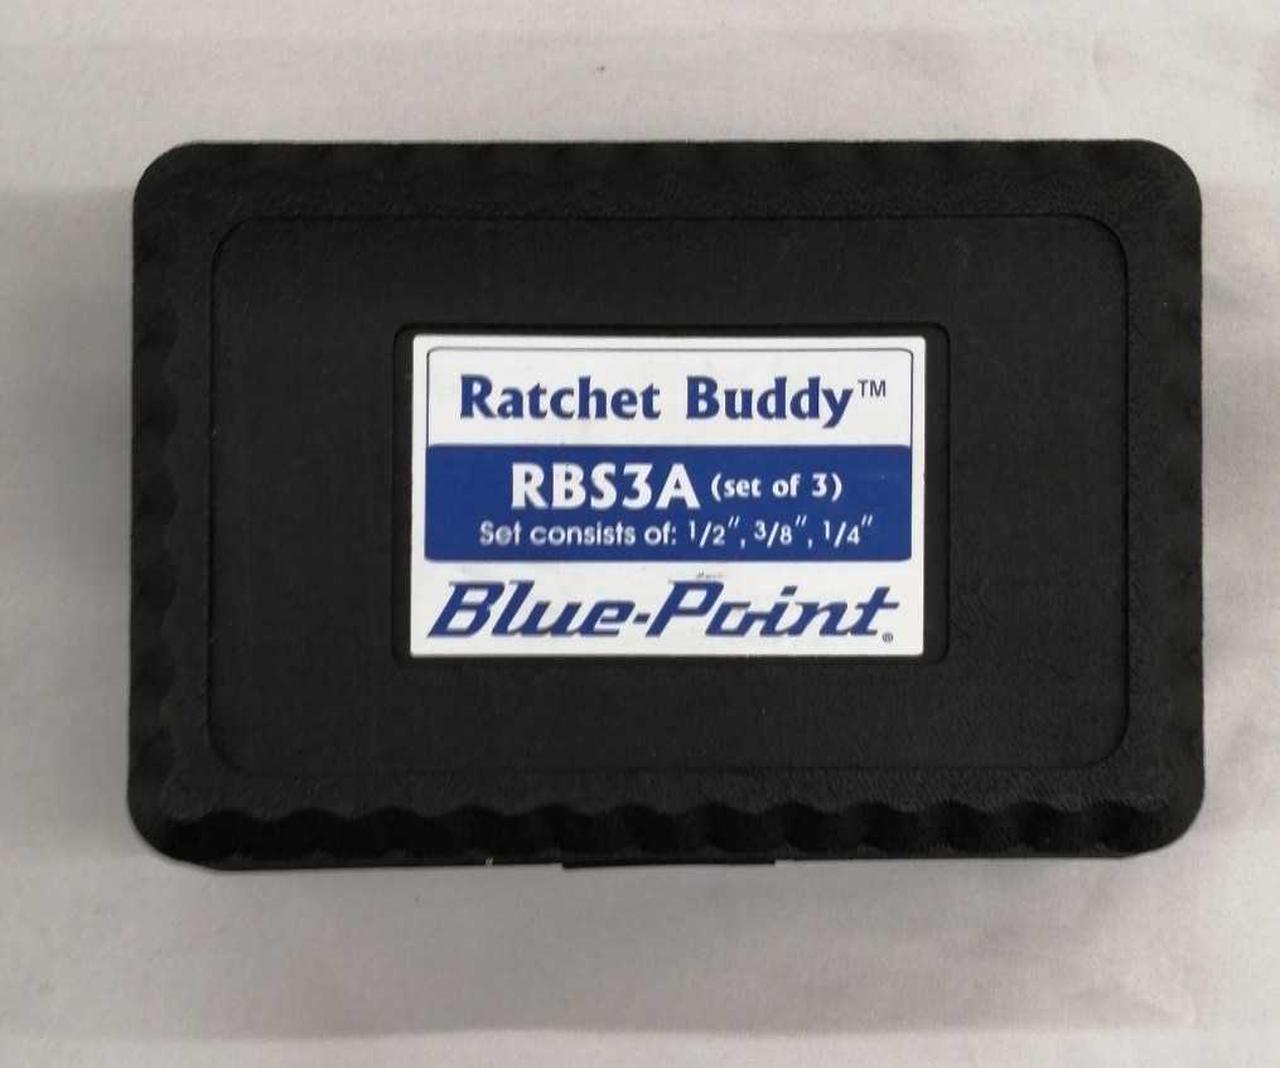 Ratchet Buddy™
RBS3A (set of 3)
Set consists of: 1/2", 3/8", 1/4"
Blue-Point®